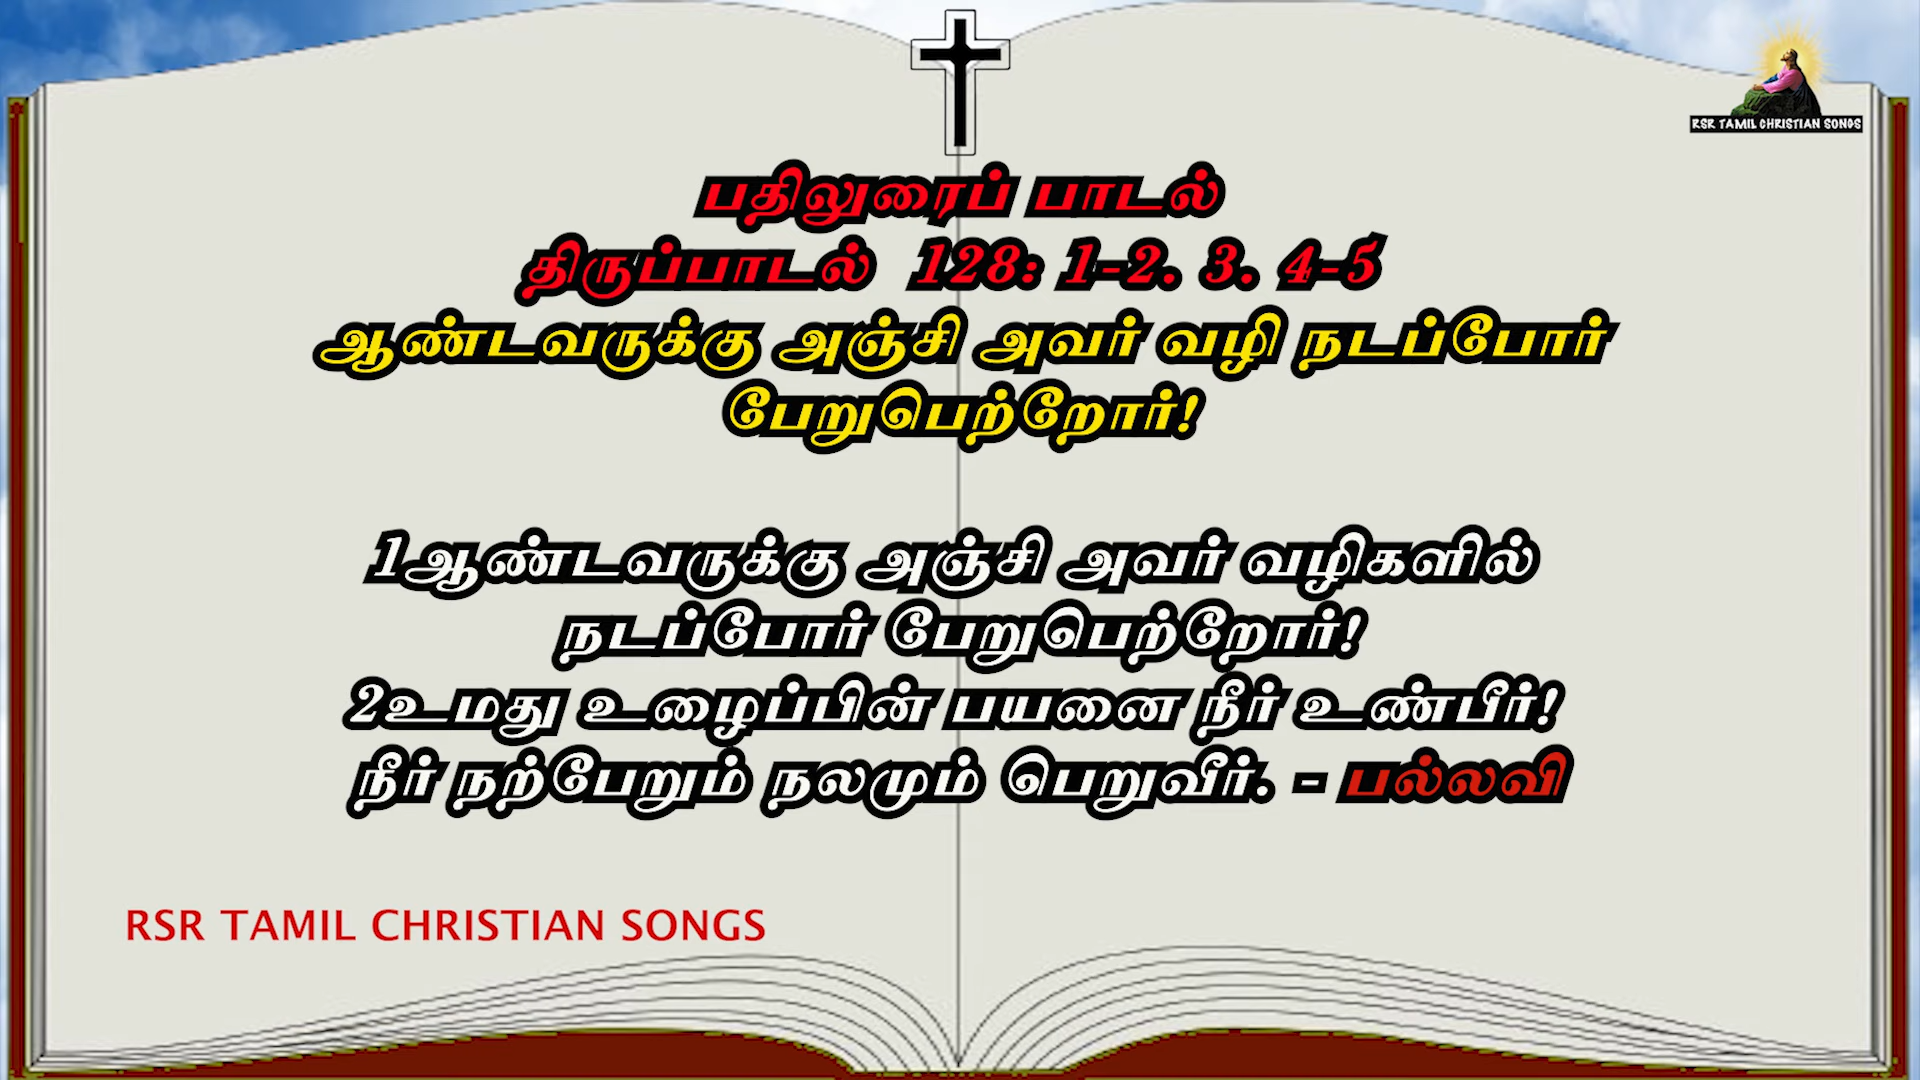 RSR TAMIL CHRISTIAN SONGS
பதிலுரைப் பாடல்
திருப்பாடல் 128: 1-2. 3. 4-5
ஆண்டவருக்கு அஞ்சி அவர் வழி நடப்போர்
பேறுபெற்றோர்!
1ஆண்டவருக்கு அஞ்சி அவர் வழிகளில்
நடப்போர் பேறுபெற்றோர்!
2உமது உழைப்பின் பயனை நீர் உண்பீர்!
நீர் நற்பேறும் நலமும் பெறுவீர். - பல்லவி
RSR TAMIL CHRISTIAN SONGS